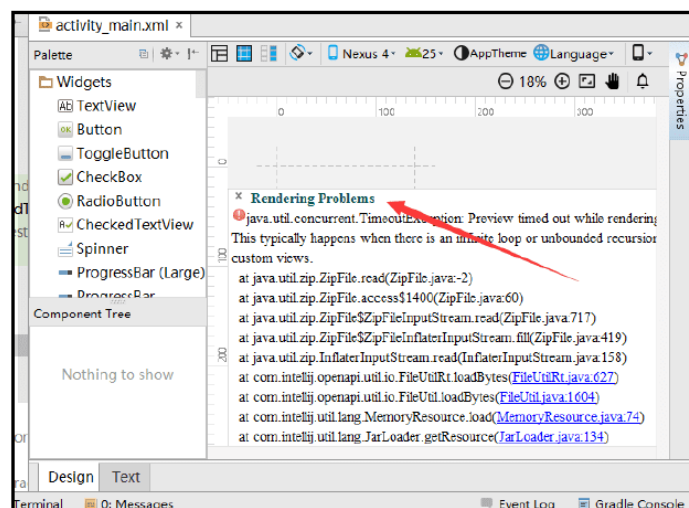 activity_main.xml ×
Palette
Nexus 4 25 AppTheme Language
Widgets
18%
Properties
Ab TextView
OK Button
ToggleButton
CheckBox
RadioButton
CheckedTextView
Spinner
ProgressBar (Large)
ProgressBar
0 100 200 300
0
100
200
Rendering Problems
java.util.concurrent.TimeoutException: Preview timed out while rendering
This typically happens when there is an infinite loop or unbounded recursion
custom views.
at java.util.zip.ZipFile.read(ZipFile.java:-2)
at java.util.zip.ZipFile.access$1400(ZipFile.java:60)
at java.util.zip.ZipFile$ZipFileInputStream.read(ZipFile.java:717)
at java.util.zip.ZipFile$ZipFileInflaterInputStream.fill(ZipFile.java:419)
at java.util.zip.InflaterInputStream.read(InflaterInputStream.java:158)
at com.intellij.openapi.util.io.FileUtilRt.loadBytes(FileUtilRt.java:627)
at com.intellij.openapi.util.io.FileUtil.loadBytes(FileUtil.java:1604)
at com.intellij.util.lang.MemoryResource.load(MemoryResource.java:74)
at com.intellij.util.lang.JarLoader.getResource(JarLoader.java:134)
Component Tree
Nothing to show
Design Text
Terminal 0: Messages Event Log Gradle Console